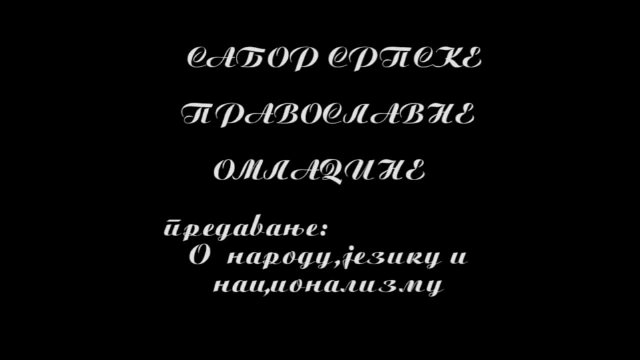 САБОР СРПСКЕ
ПРАВОСЛАВНЕ
ОМЛАДИНЕ
предавање:
О народу,језику и
национализму